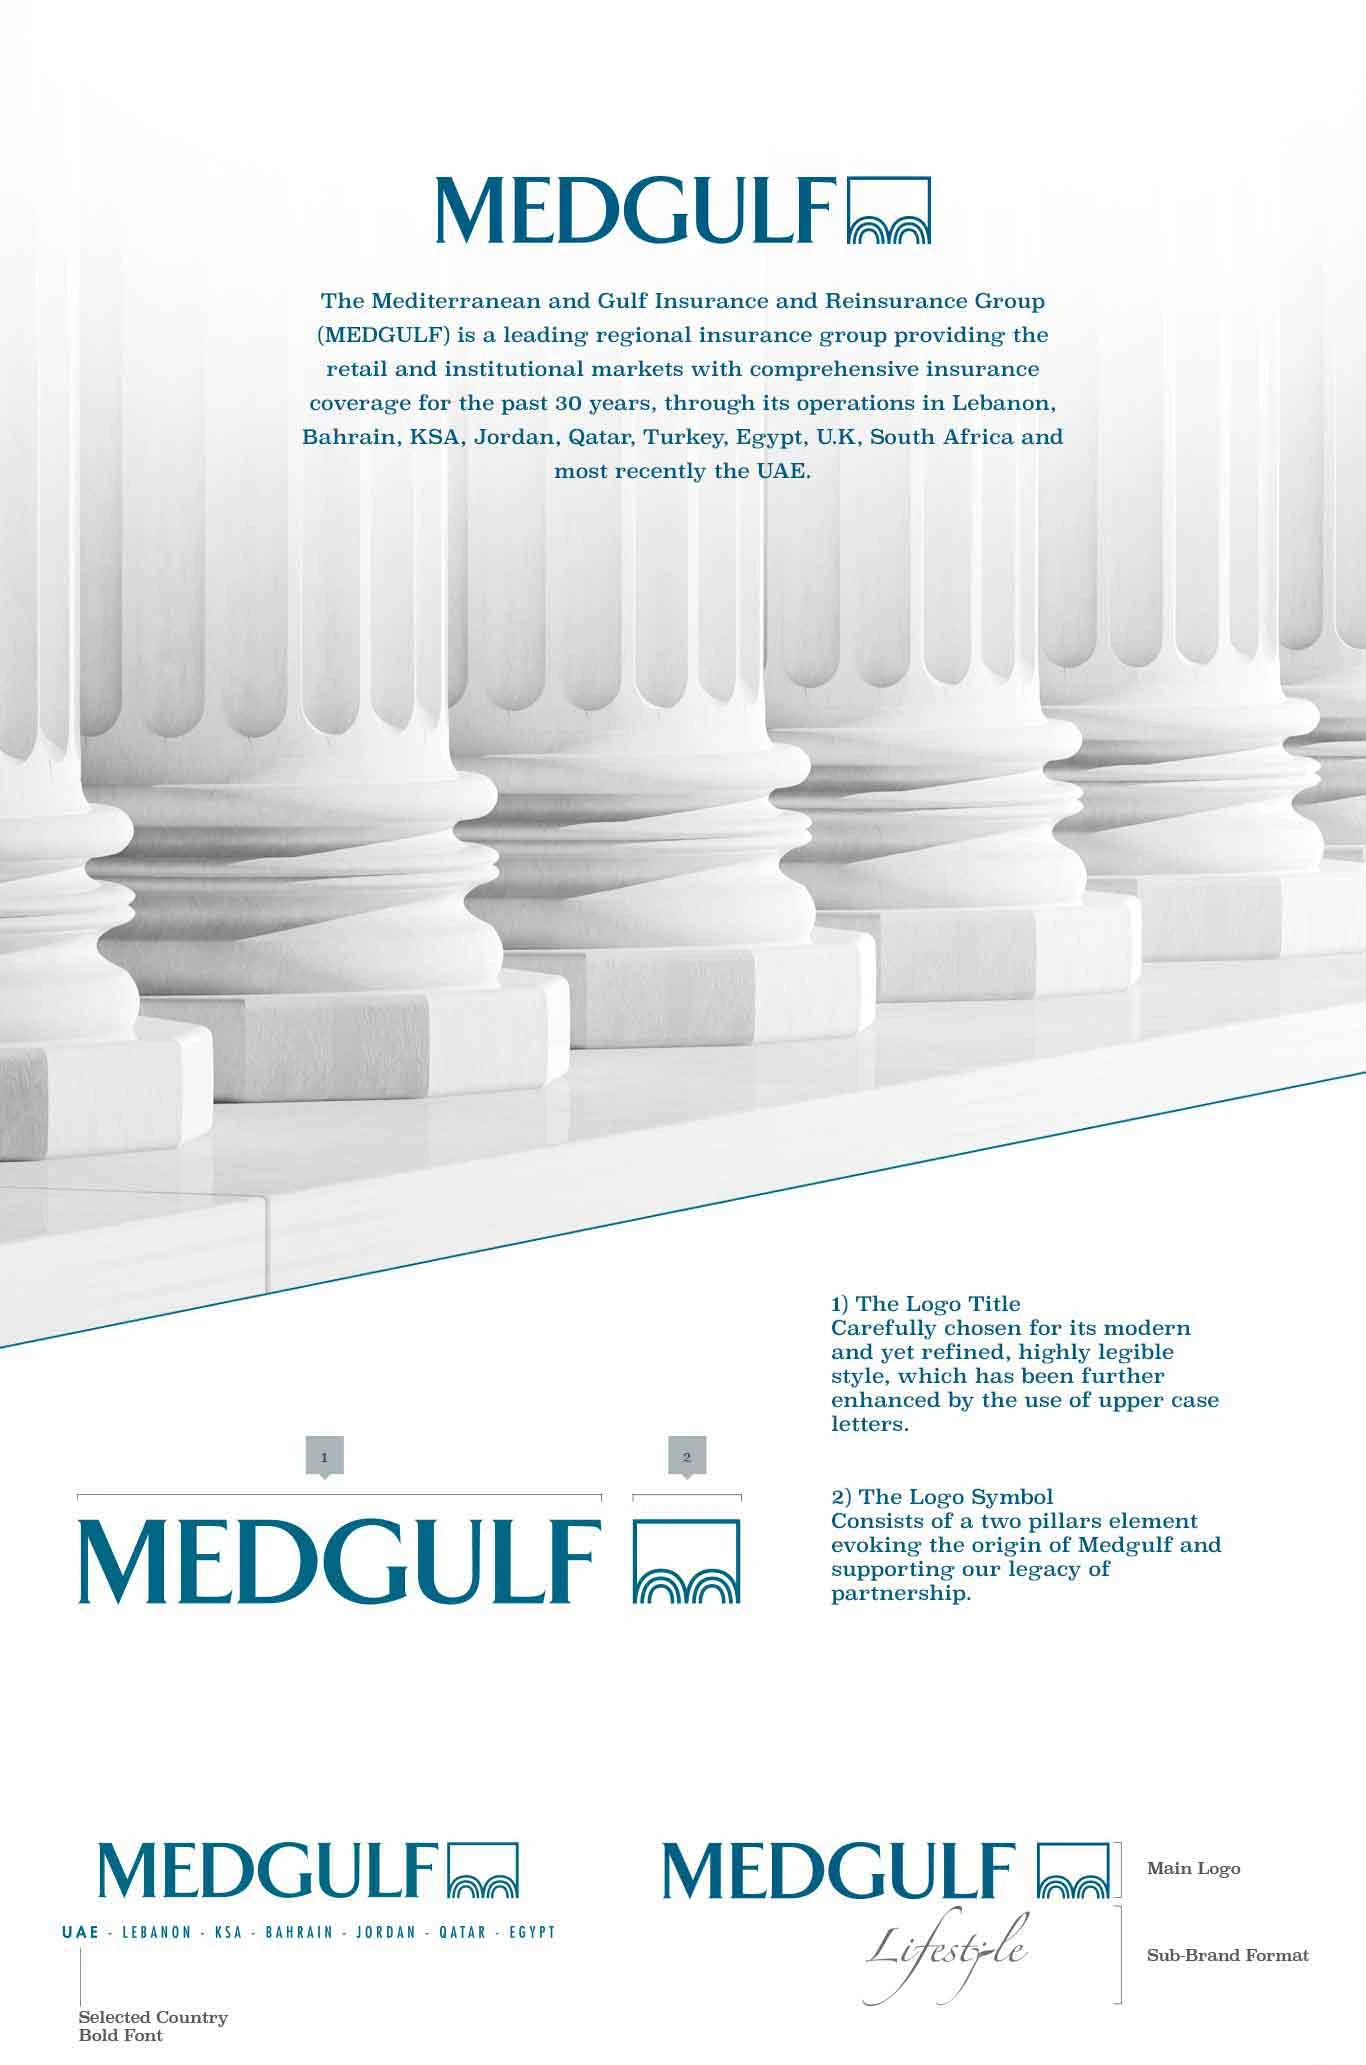 MEDGULF
The Mediterranean and Gulf Insurance and Reinsurance Group
(MEDGULF) is a leading regional insurance group providing the
retail and institutional markets with comprehensive insurance
coverage for the past 30 years, through its operations in Lebanon,
Bahrain, KSA, Jordan, Qatar, Turkey, Egypt, U.K, South Africa and
most recently the UAE.
1) The Logo Title
Carefully chosen for its modern
and yet refined, highly legible
style, which has been further
enhanced by the use of upper case
letters.
1
2
MEDGULF
2) The Logo Symbol
Consists of a two pillars element
evoking the origin of Medgulf and
supporting our legacy of
partnership.
MEDGULF
UAE - LEBANON - KSA - BAHRAIN - JORDAN - QATAR - EGYPT
Selected Country
Bold Font
MEDGULF
Main Logo
Lifestyle
Sub-Brand Format